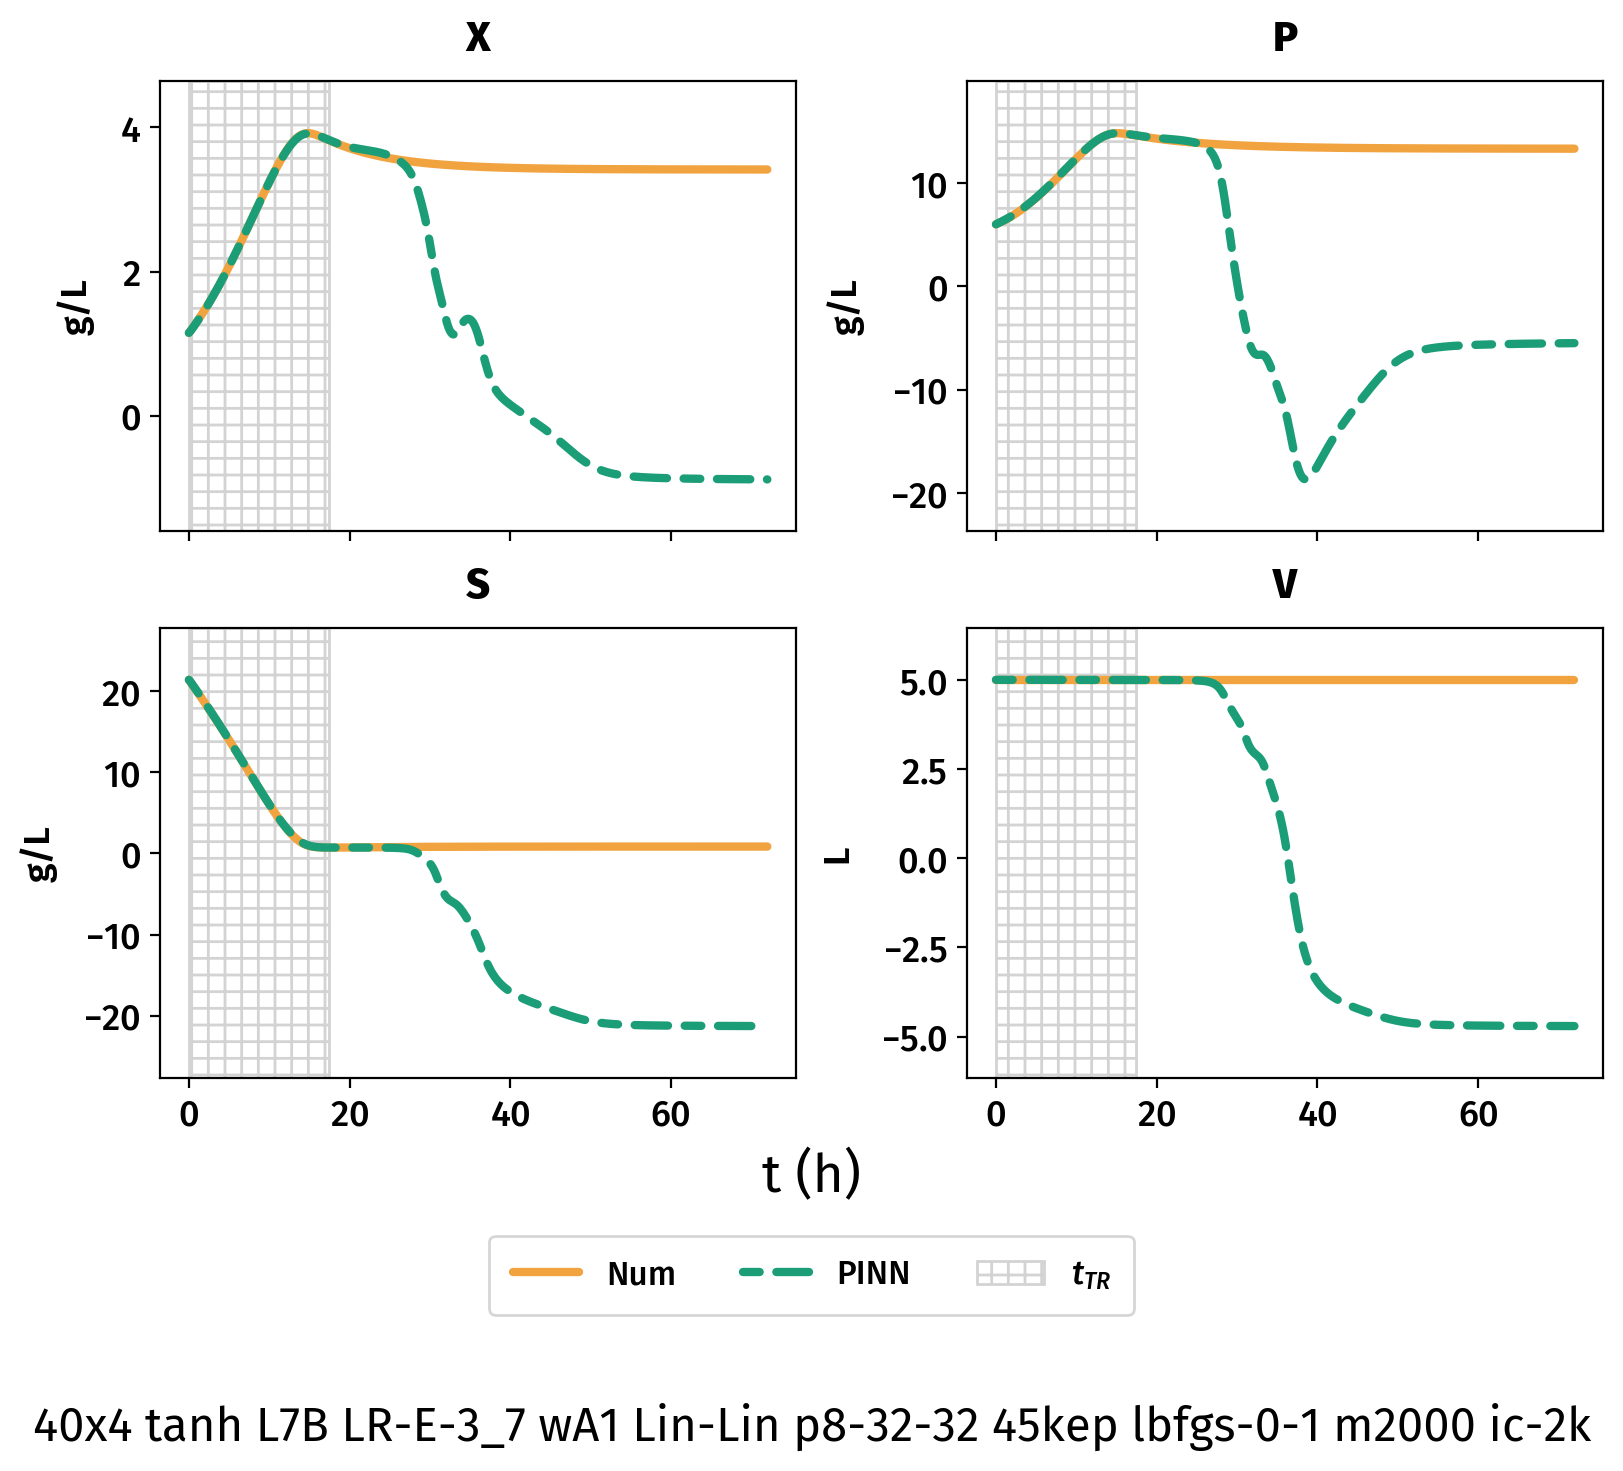 X
P
4
2
0
g/L
10
0
−10
−20
g/L
S
V
20
10
0
−10
−20
g/L
5.0
2.5
0.0
−2.5
−5.0
L
0 20 40 60
0 20 40 60
t (h)
Num PINN t_TR
40x4 tanh L7B LR-E-3_7 wA1 Lin-Lin p8-32-32 45kep lbfgs-0-1 m2000 ic-2k